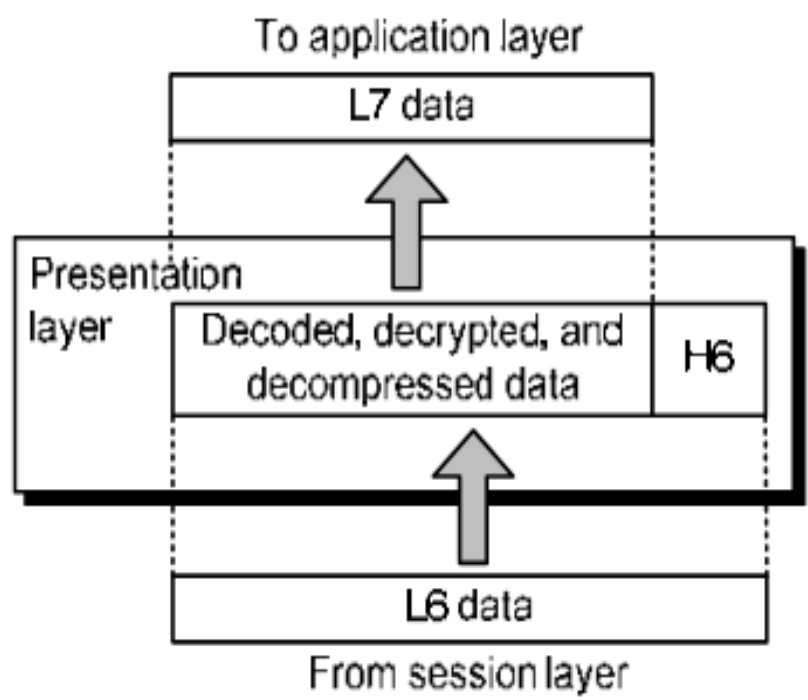 To application layer
L7 data
Presentation
layer
Decoded, decrypted, and
decompressed data
H6
L6 data
From session layer